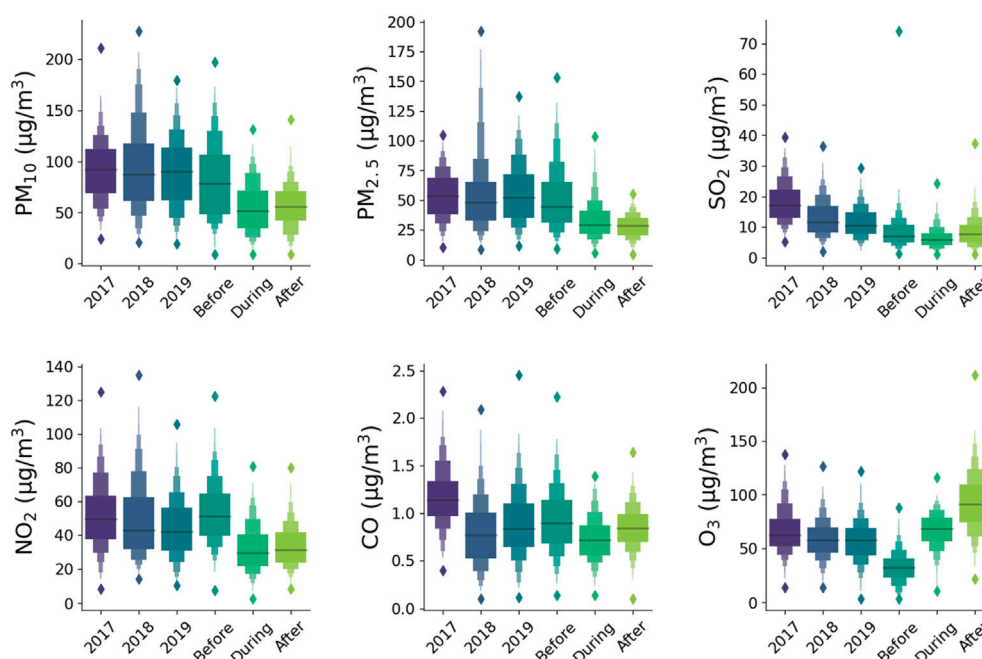 PM10 (μg/m3)
200
150
100
50
0
2017
2018
2019
Before
During
After
PM2.5 (μg/m3)
200
175
150
125
100
75
50
25
0
2017
2018
2019
Before
During
After
SO2 (μg/m3)
70
60
50
40
30
20
10
0
2017
2018
2019
Before
During
After
NO2 (μg/m3)
140
120
100
80
60
40
20
0
2017
2018
2019
Before
During
After
CO (μg/m3)
2.5
2.0
1.5
1.0
0.5
0.0
2017
2018
2019
Before
During
After
O3 (μg/m3)
200
150
100
50
0
2017
2018
2019
Before
During
After